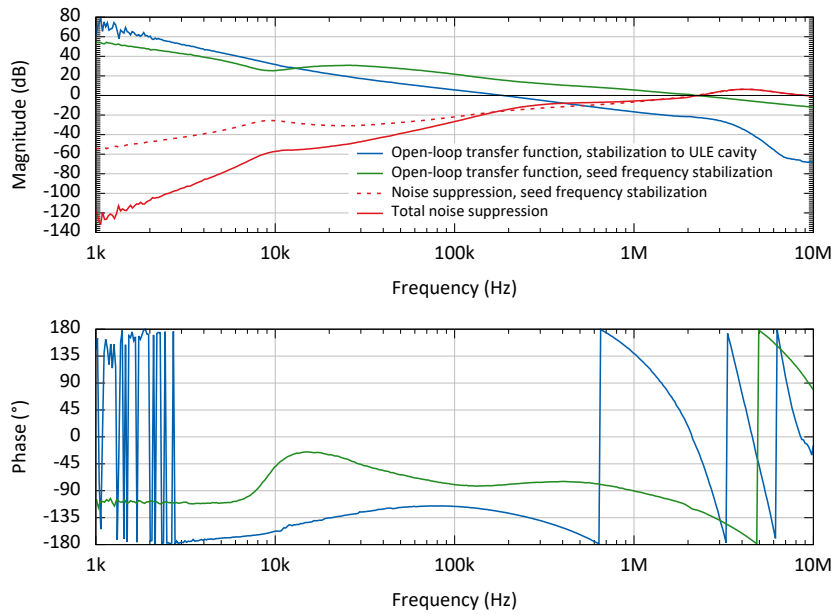 80
60
40
20
0
-20
-40
-60
-80
-100
-120
-140
Magnitude (dB)
Open-loop transfer function, stabilization to ULE cavity
Open-loop transfer function, seed frequency stabilization
Noise suppression, seed frequency stabilization
Total noise suppression
1k 10k 100k 1M 10M
Frequency (Hz)
180
135
90
45
0
-45
-90
-135
-180
Phase (°)
1k 10k 100k 1M 10M
Frequency (Hz)